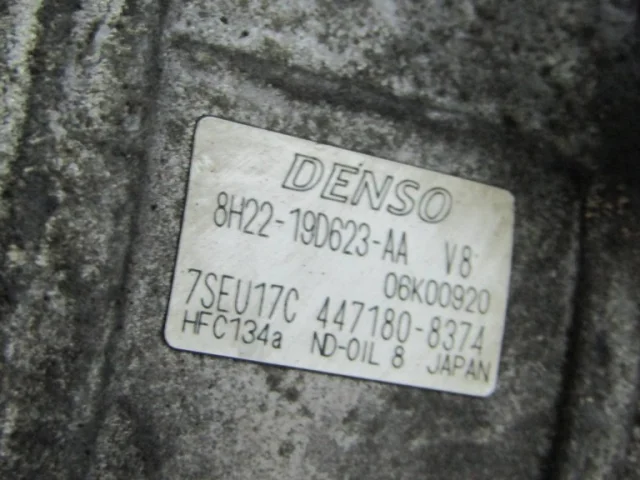 DENSO
8H22-19D623-AA V8
06K00920
7SEU17C 447180-8374
HFC134a ND-OIL 8 JAPAN